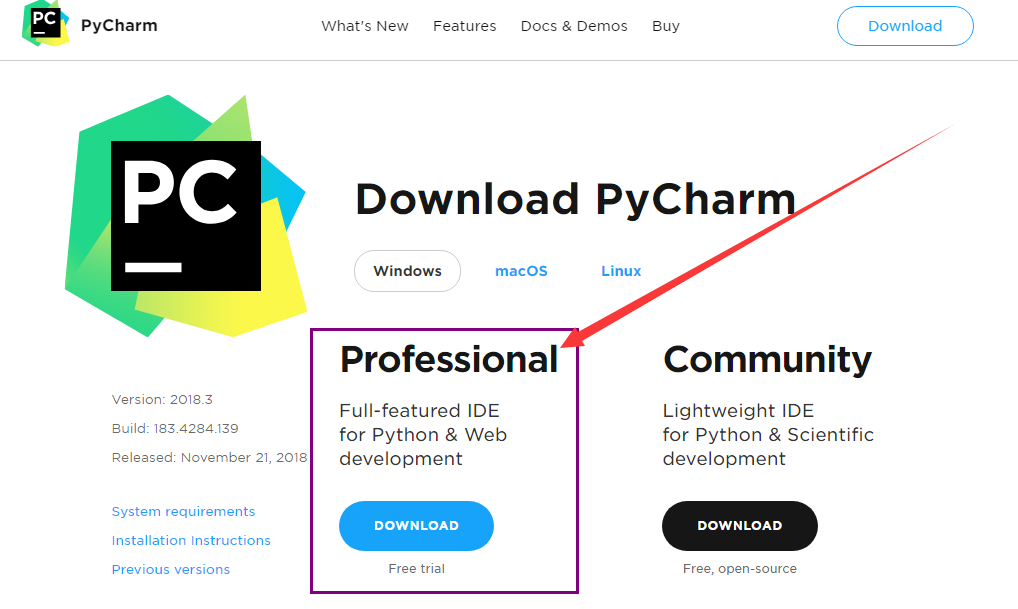 PC PyCharm What's New Features Docs & Demos Buy Download
PC
Download PyCharm
Windows macOS Linux
Professional
Full-featured IDE
for Python & Web
development
DOWNLOAD
Free trial
Community
Lightweight IDE
for Python & Scientific
development
DOWNLOAD
Free, open-source
Version: 2018.3
Build: 183.4284.139
Released: November 21, 2018
System requirements
Installation Instructions
Previous versions